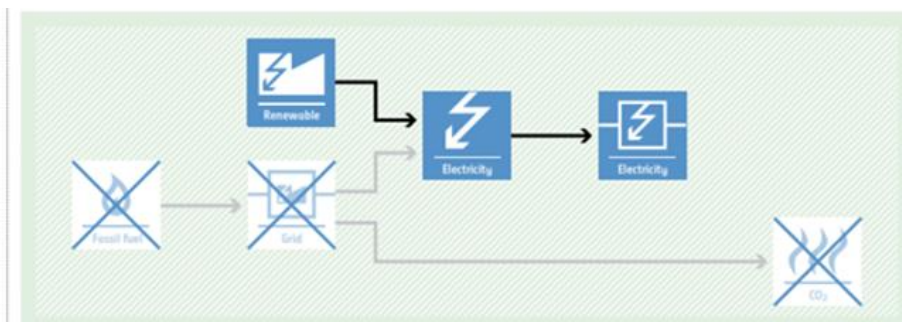 Renewable
Electricity
Electricity
Fossil fuel
Grid
CO₂